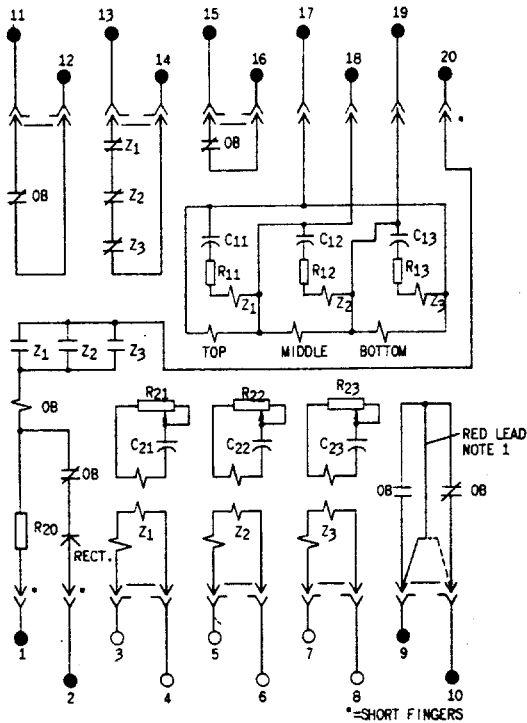 11 13 15 17 19
12 14 16 18 20
*
Z1
OB
OB
Z2
Z3
C11 C12 C13
R11 R12 R13
Z1 Z2 Z3
TOP MIDDLE BOTTOM
Z1 Z2 Z3
OB
R21 R22 R23
C21 C22 C23
RED LEAD
NOTE 1
OB
OB OB
R20
Z1 Z2 Z3
RECT.
* *
1 3 5 7 9
2 4 6 8 10
*=SHORT FINGERS